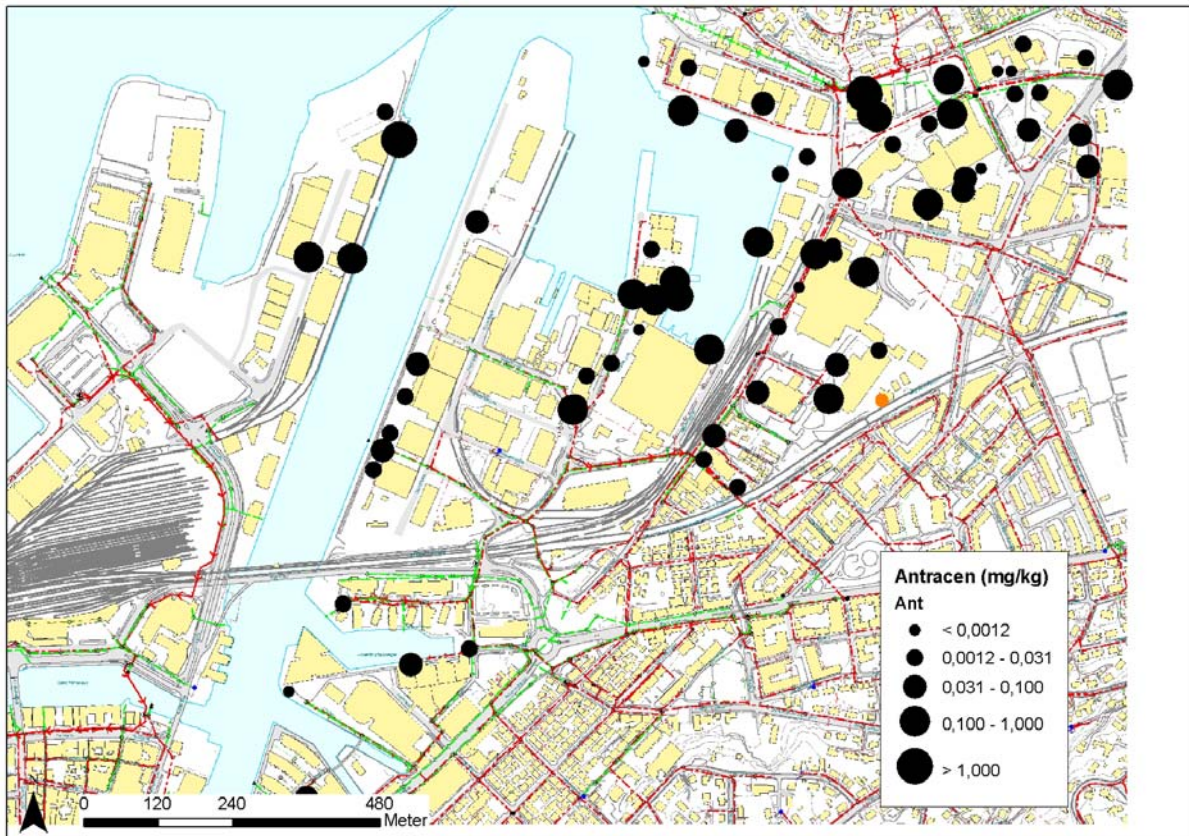 Antracen (mg/kg)
Ant
< 0,0012
0,0012 - 0,031
0,031 - 0,100
0,100 - 1,000
> 1,000
0 120 240 480
Meter